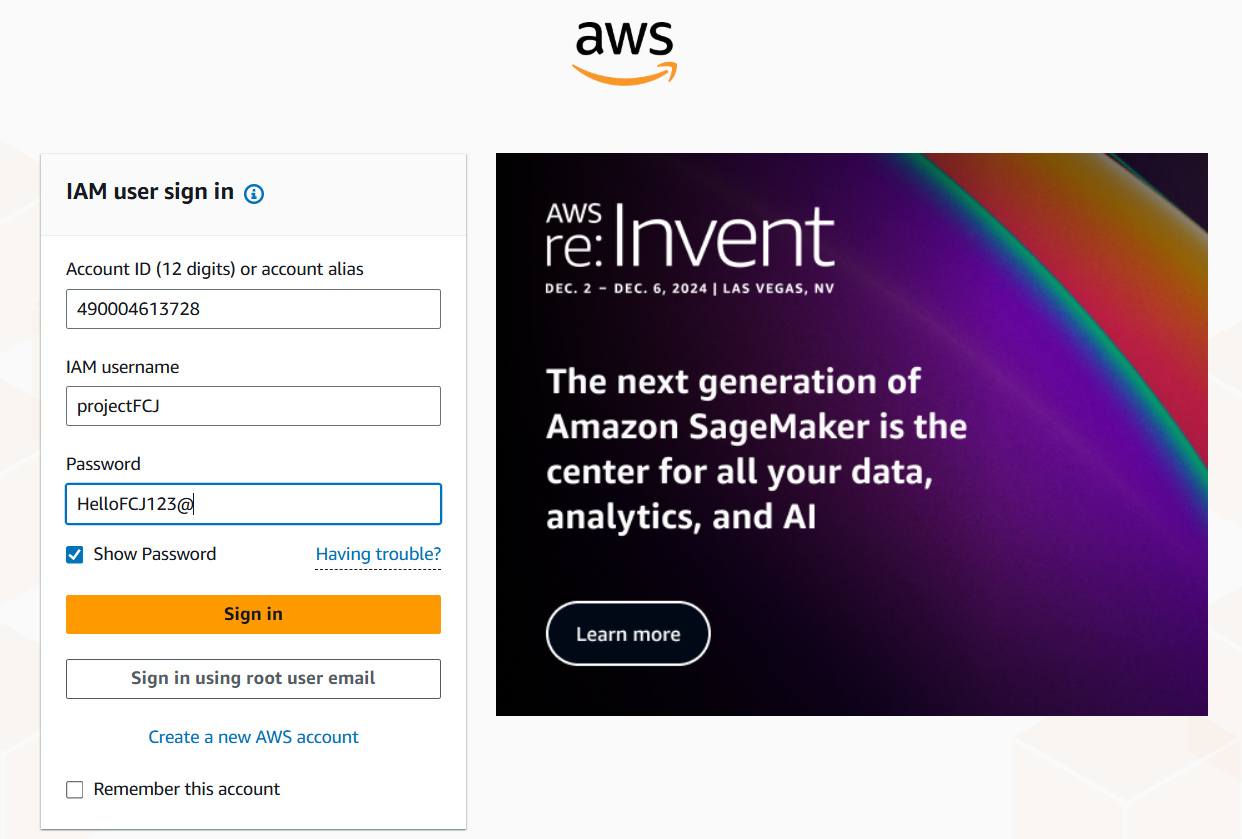 aws
IAM user sign in
Account ID (12 digits) or account alias
490004613728
IAM username
projectFCJ
Password
HelloFCJ123@
Show Password
Having trouble?
Sign in
Sign in using root user email
Create a new AWS account
Remember this account
AWS
re:Invent
DEC. 2 – DEC. 6, 2024 | LAS VEGAS, NV
The next generation of
Amazon SageMaker is the
center for all your data,
analytics, and AI
Learn more